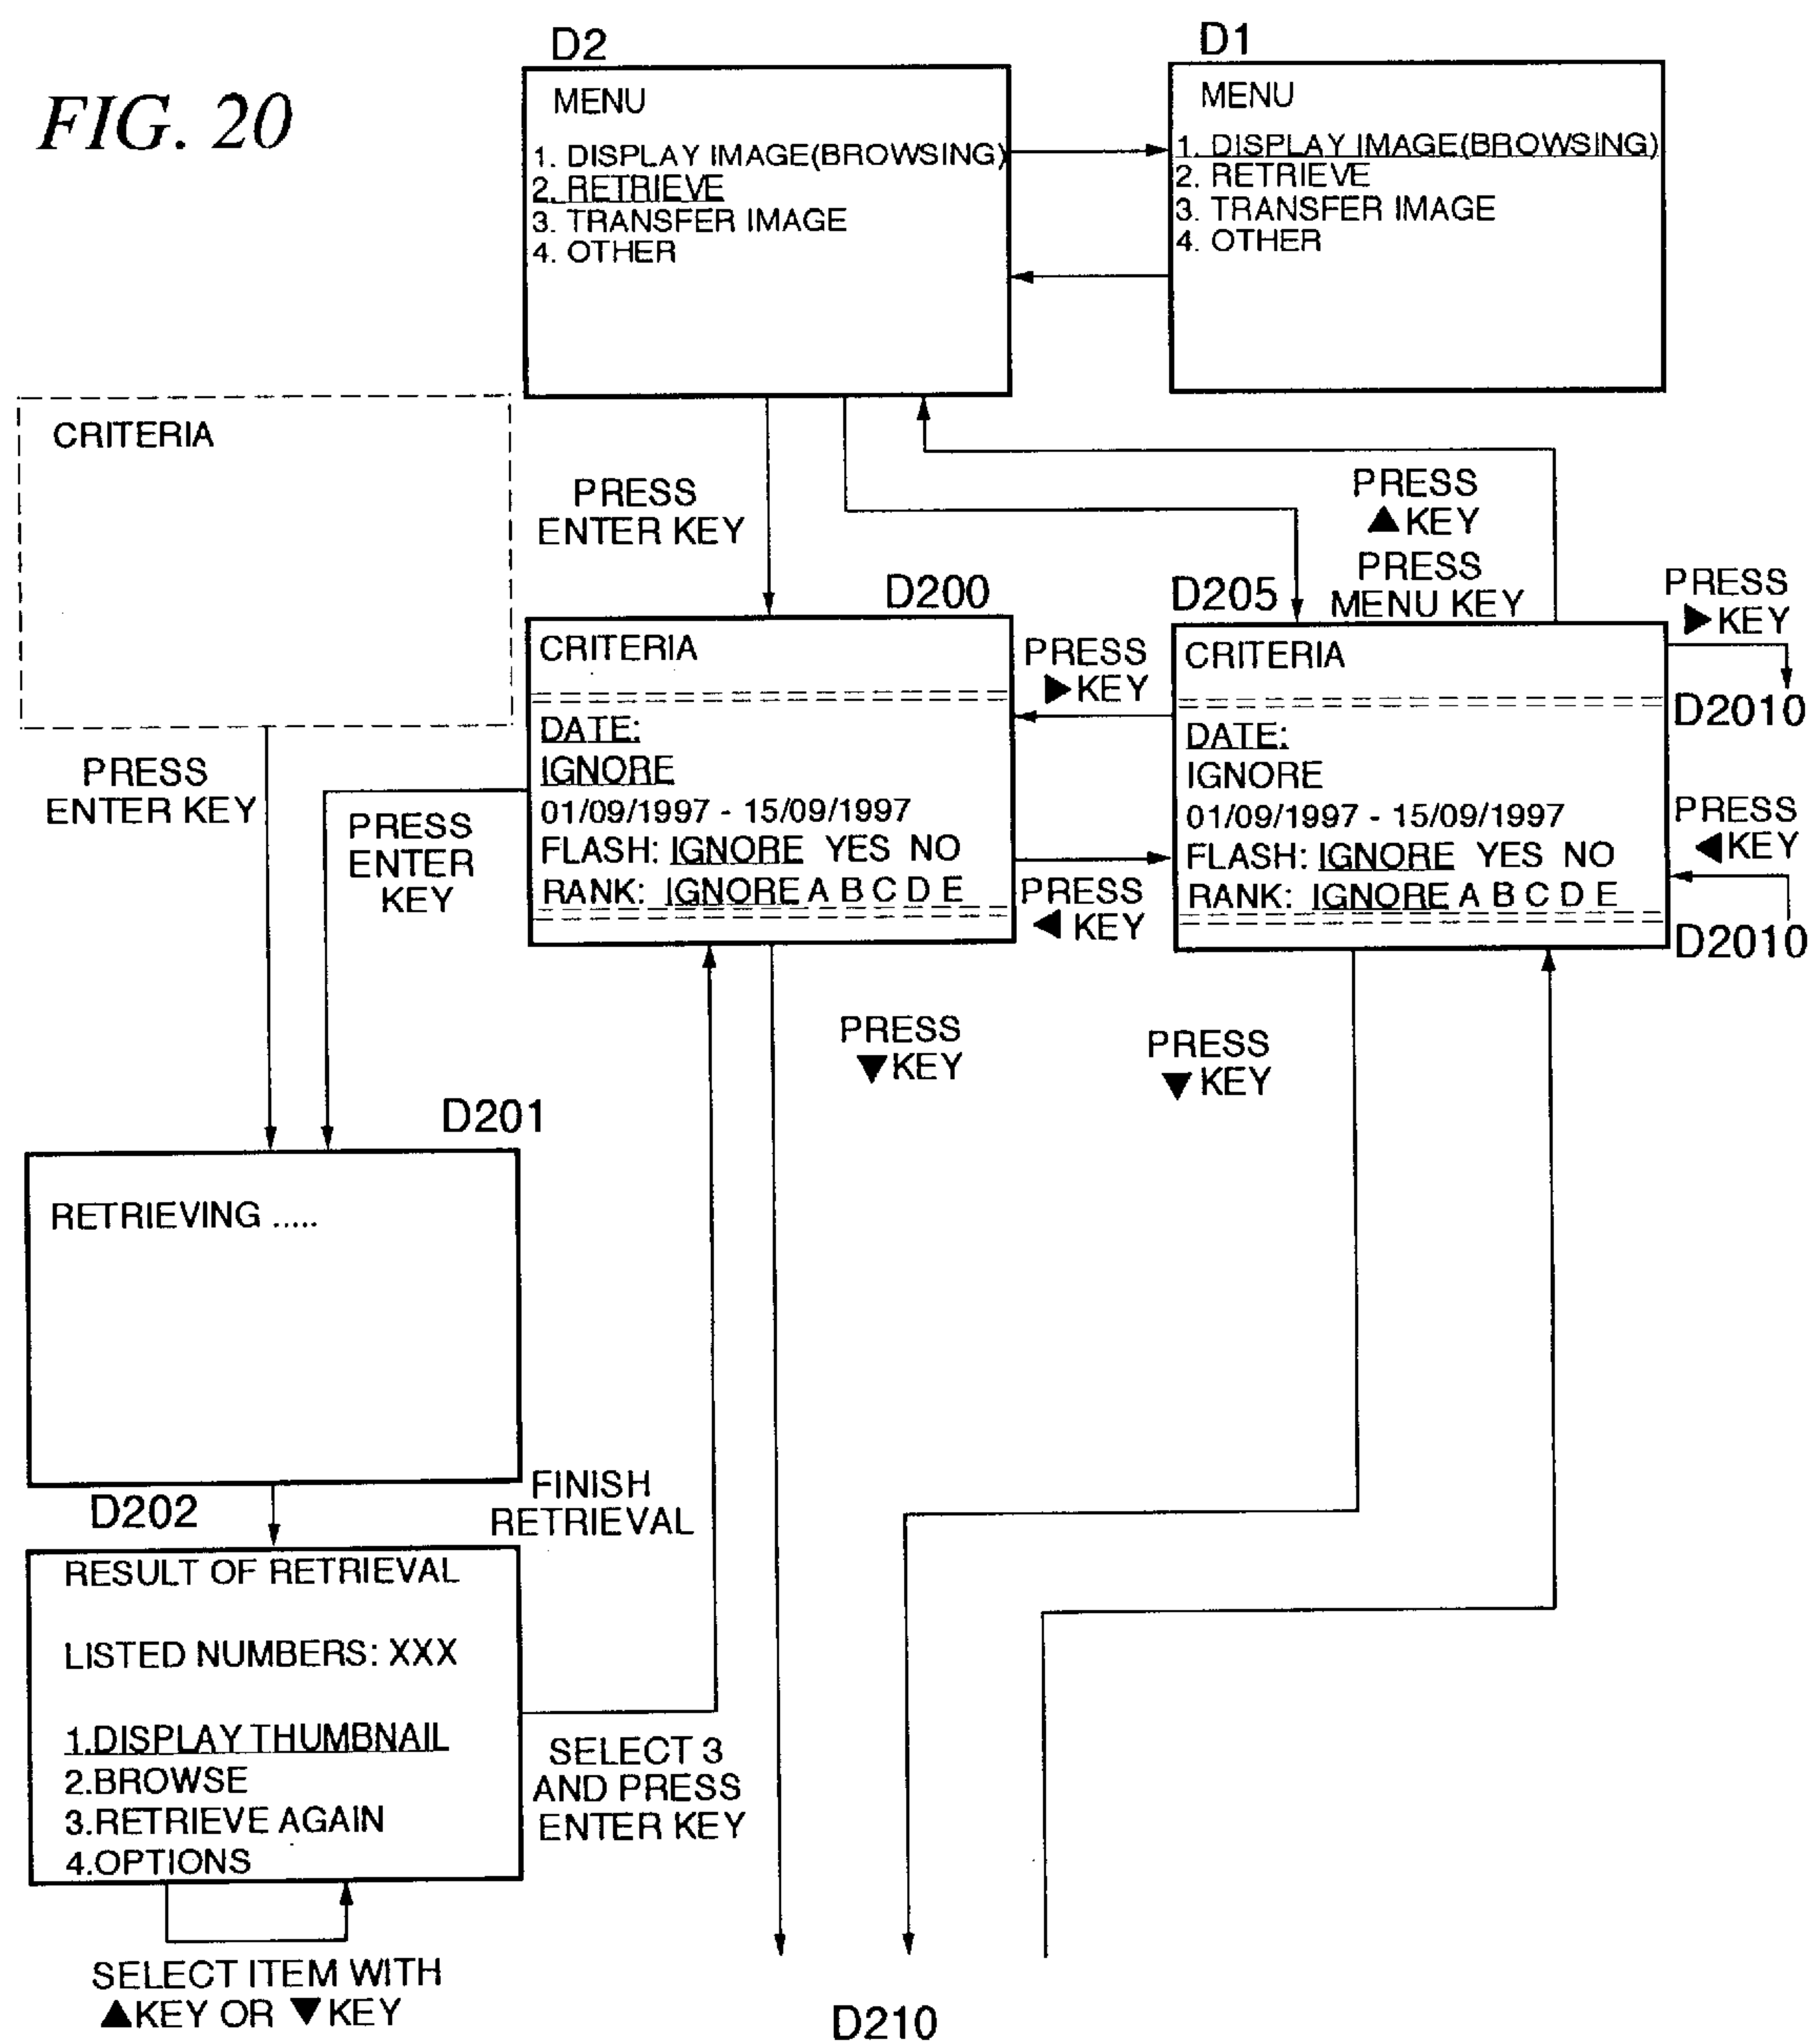 FIG. 20
D2
MENU
1. DISPLAY IMAGE(BROWSING)
2. RETRIEVE
3. TRANSFER IMAGE
4. OTHER
D1
MENU
1. DISPLAY IMAGE(BROWSING)
2. RETRIEVE
3. TRANSFER IMAGE
4. OTHER
CRITERIA
PRESS
ENTER KEY
PRESS
▲KEY
PRESS
MENU KEY
PRESS
▶KEY
D2010
D200
CRITERIA
DATE:
IGNORE
01/09/1997 - 15/09/1997
FLASH: IGNORE YES NO
RANK: IGNORE A B C D E
PRESS
▶KEY
PRESS
◀KEY
D205
CRITERIA
DATE:
IGNORE
01/09/1997 - 15/09/1997
FLASH: IGNORE YES NO
RANK: IGNORE A B C D E
PRESS
◀KEY
D2010
PRESS
ENTER KEY
PRESS
ENTER
KEY
PRESS
▼KEY
PRESS
▼KEY
D201
RETRIEVING .....
FINISH
RETRIEVAL
D202
RESULT OF RETRIEVAL
LISTED NUMBERS: XXX
1.DISPLAY THUMBNAIL
2.BROWSE
3.RETRIEVE AGAIN
4.OPTIONS
SELECT 3
AND PRESS
ENTER KEY
SELECT ITEM WITH
▲KEY OR ▼KEY
D210